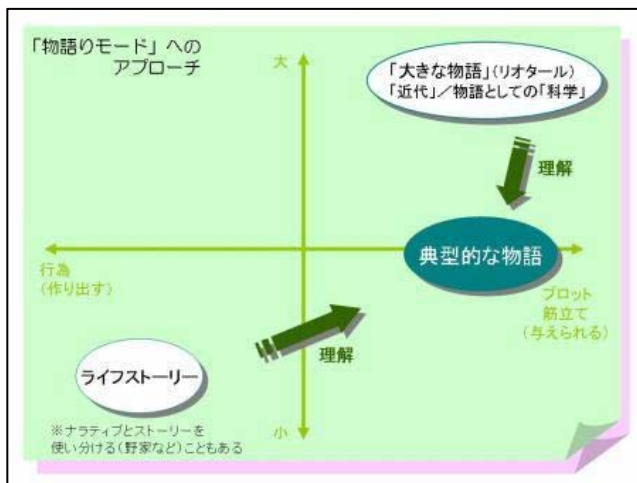 「物語りモード」への
アプローチ
大
「大きな物語」(リオタール)
「近代」/物語としての「科学」
理解
典型的な物語
行為
(作り出す)
プロット
筋立て
(与えられる)
理解
ライフストーリー
※ナラティブとストーリーを
使い分ける(野家など)こともある
小